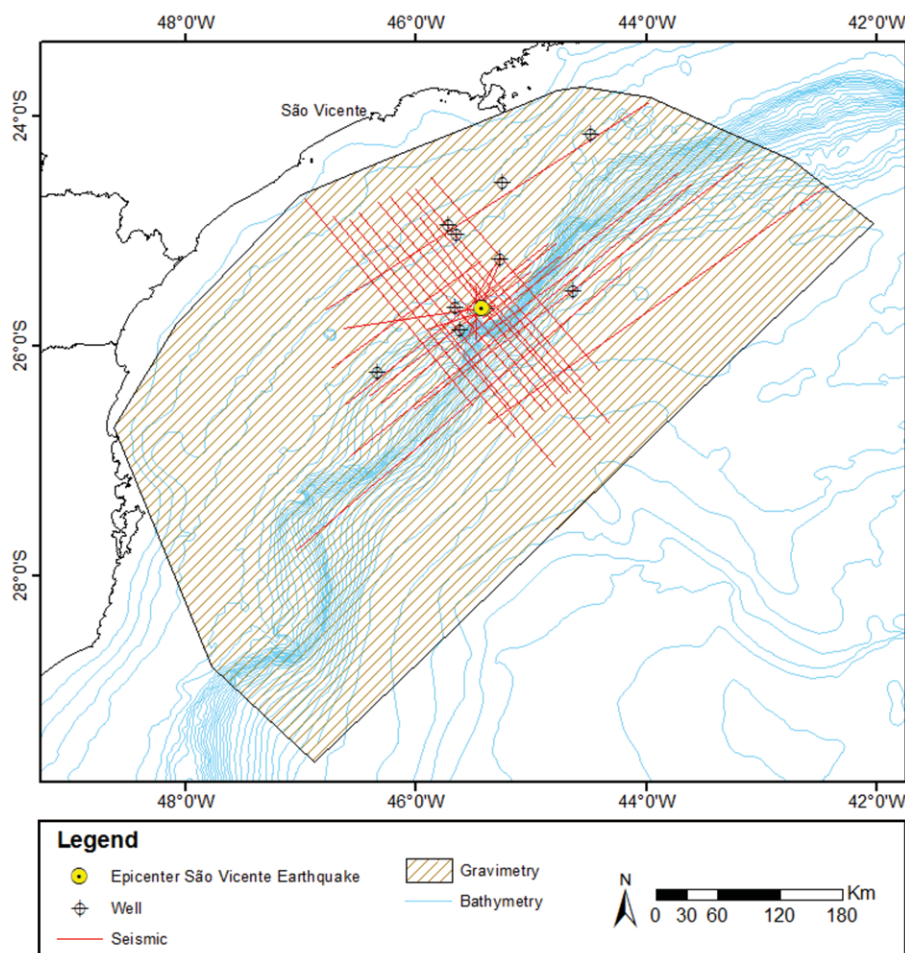 48°0'W 46°0'W 44°0'W 42°0'W
24°0'S
São Vicente
26°0'S
28°0'S
48°0'W 46°0'W 44°0'W 42°0'W
Legend
Epicenter São Vicente Earthquake
Well
Seismic
Gravimetry
Bathymetry
N
Km
0 30 60 120 180